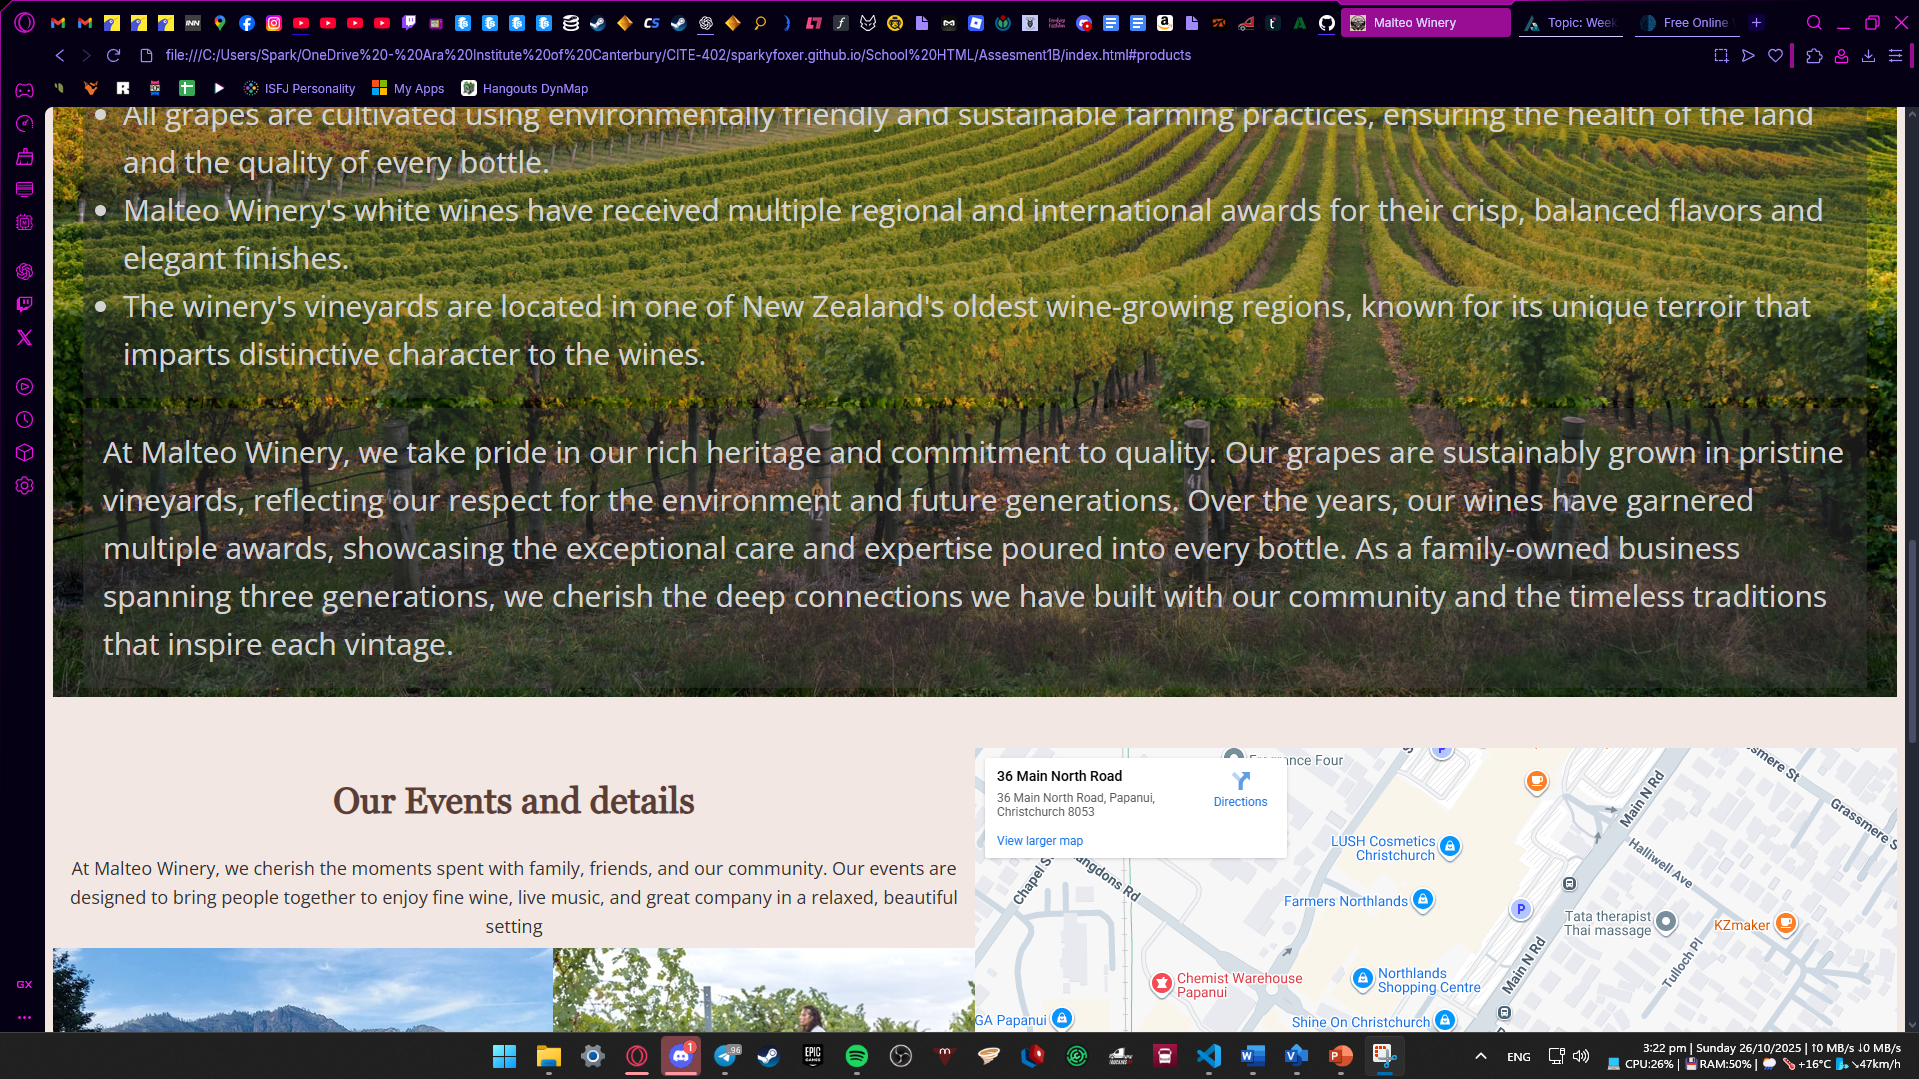 Malteo Winery
Topic: Week
Free Online
file:///C:/Users/Spark/OneDrive%20-%20Ara%20Institute%20of%20Canterbury/CITE-402/sparkyfoxer.github.io/School%20HTML/Assesment1B/index.html#products
ISFJ Personality
My Apps
Hangouts DynMap
All grapes are cultivated using environmentally friendly and sustainable farming practices, ensuring the health of the land
and the quality of every bottle.
Malteo Winery's white wines have received multiple regional and international awards for their crisp, balanced flavors and
elegant finishes.
The winery's vineyards are located in one of New Zealand's oldest wine-growing regions, known for its unique terroir that
imparts distinctive character to the wines.
At Malteo Winery, we take pride in our rich heritage and commitment to quality. Our grapes are sustainably grown in pristine
vineyards, reflecting our respect for the environment and future generations. Over the years, our wines have garnered
multiple awards, showcasing the exceptional care and expertise poured into every bottle. As a family-owned business
spanning three generations, we cherish the deep connections we have built with our community and the timeless traditions
that inspire each vintage.
Our Events and details
At Malteo Winery, we cherish the moments spent with family, friends, and our community. Our events are
designed to bring people together to enjoy fine wine, live music, and great company in a relaxed, beautiful
setting
36 Main North Road
36 Main North Road, Papanui,
Christchurch 8053
View larger map
Directions
Main N Rd
Grassmere S
LUSH Cosmetics
Christchurch
Halliwell Ave
Chapel S
angdons Rd
Farmers Northlands
P
Tata therapist
Thai massage
KZmaker
Main N Rd
Tulloch Pl
Chemist Warehouse
Papanui
Northlands
Shopping Centre
GA Papanui
Shine On Christchurch
GX
1
96
EPIC
GAMES
ENG
3:22 pm | Sunday 26/10/2025 | ↑0 MB/s ↓0 MB/s
CPU:26% | RAM:50% | +16°C ↘47km/h